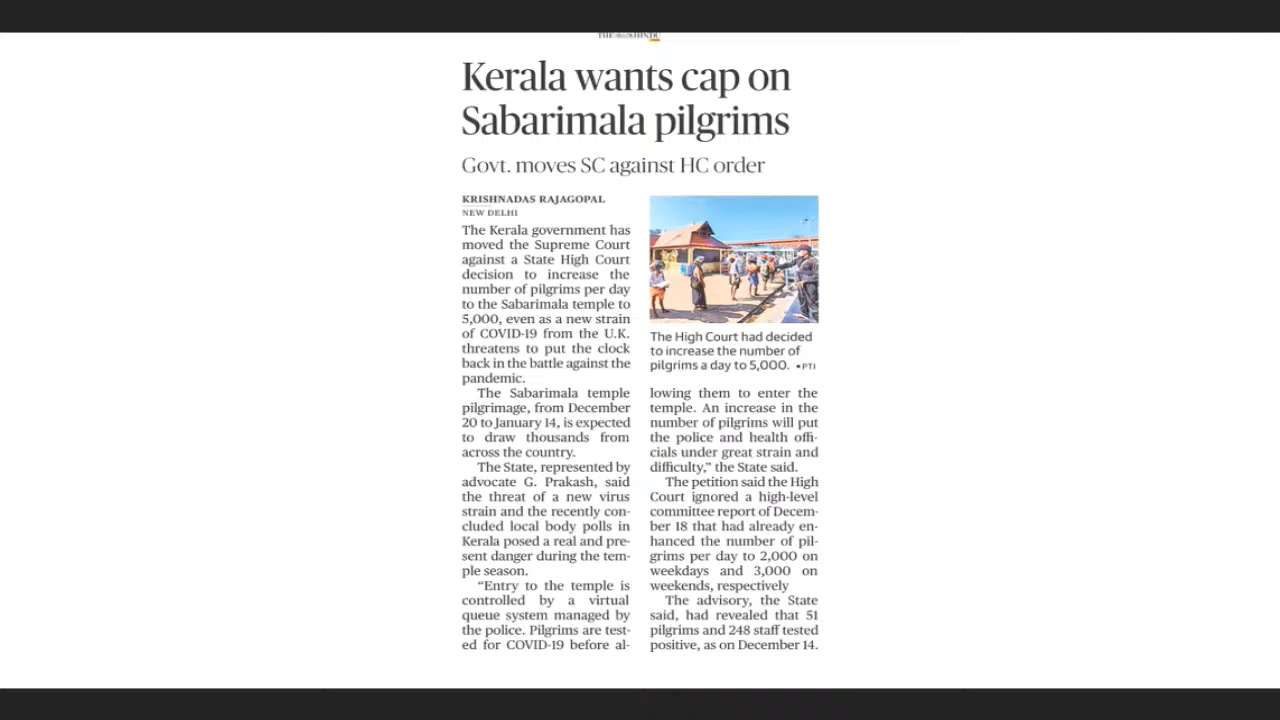 THE HINDU
Kerala wants cap on
Sabarimala pilgrims
Govt. moves SC against HC order
KRISHNADAS RAJAGOPAL
NEW DELHI
The Kerala government has
moved the Supreme Court
against a State High Court
decision to increase the
number of pilgrims per day
to the Sabarimala temple to
5,000, even as a new strain
of COVID-19 from the U.K.
threatens to put the clock
back in the battle against the
pandemic.
The Sabarimala temple
pilgrimage, from December
20 to January 14, is expected
to draw thousands from
across the country.
The State, represented by
advocate G. Prakash, said
the threat of a new virus
strain and the recently con-
cluded local body polls in
Kerala posed a real and pre-
sent danger during the tem-
ple season.
“Entry to the temple is
controlled by a virtual
queue system managed by
the police. Pilgrims are test-
ed for COVID-19 before al-
The High Court had decided
to increase the number of
pilgrims a day to 5,000. ▪PTI
lowing them to enter the
temple. An increase in the
number of pilgrims will put
the police and health offi-
cials under great strain and
difficulty,” the State said.
The petition said the High
Court ignored a high-level
committee report of Decem-
ber 18 that had already en-
hanced the number of pil-
grims per day to 2,000 on
weekdays and 3,000 on
weekends, respectively
The advisory, the State
said, had revealed that 51
pilgrims and 248 staff tested
positive, as on December 14.